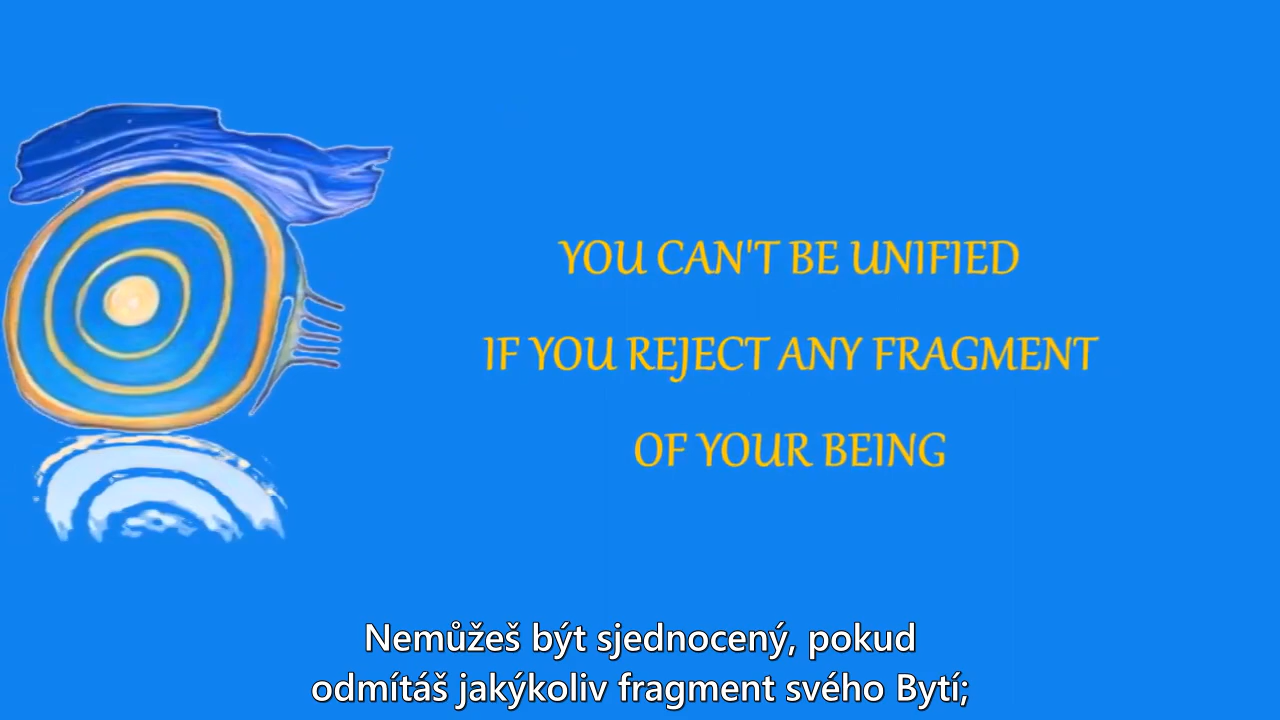 YOU CAN'T BE UNIFIED
IF YOU REJECT ANY FRAGMENT
OF YOUR BEING
Nemůžeš být sjednocený, pokud
odmítáš jakýkoliv fragment svého Bytí;